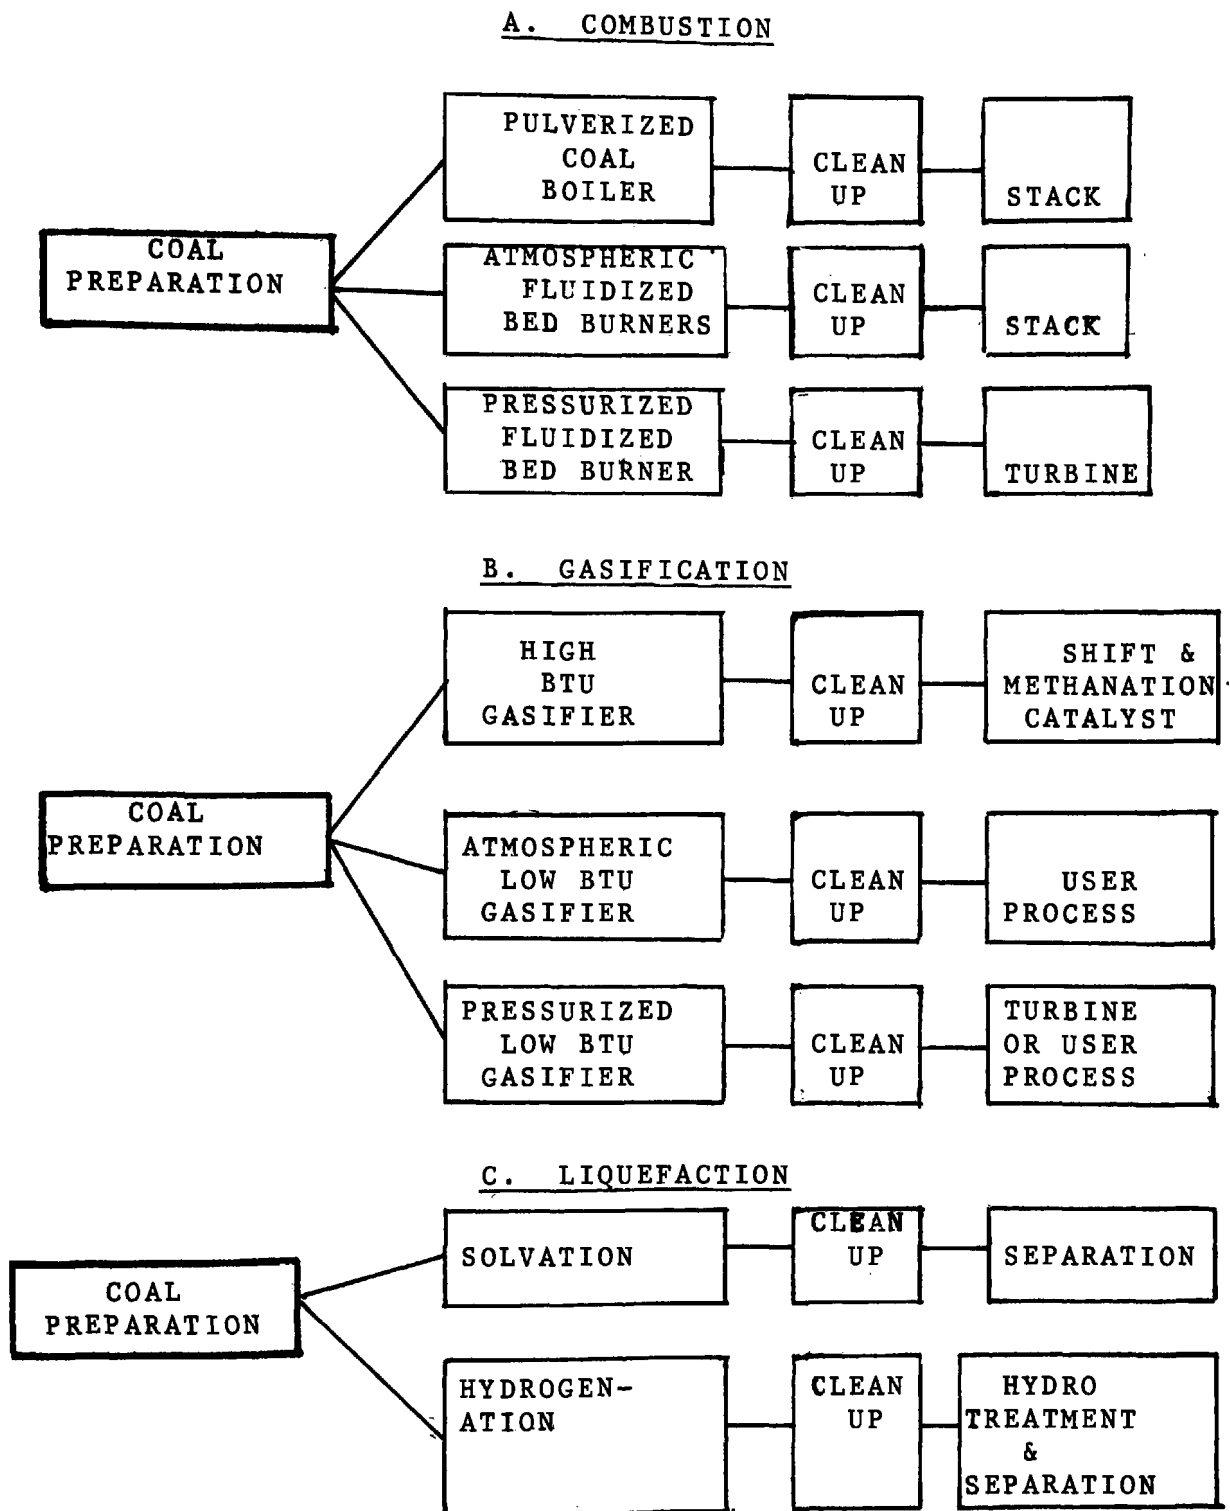 A. COMBUSTION
PULVERIZED
COAL
BOILER
CLEAN
UP
STACK
COAL
PREPARATION
ATMOSPHERIC
FLUIDIZED
BED BURNERS
CLEAN
UP
STACK
PRESSURIZED
FLUIDIZED
BED BURNER
CLEAN
UP
TURBINE
B. GASIFICATION
HIGH
BTU
GASIFIER
CLEAN
UP
SHIFT &
METHANATION
CATALYST
COAL
PREPARATION
ATMOSPHERIC
LOW BTU
GASIFIER
CLEAN
UP
USER
PROCESS
PRESSURIZED
LOW BTU
GASIFIER
CLEAN
UP
TURBINE
OR USER
PROCESS
C. LIQUEFACTION
SOLVATION
CLEAN
UP
SEPARATION
COAL
PREPARATION
HYDROGEN-
ATION
CLEAN
UP
HYDRO
TREATMENT
&
SEPARATION